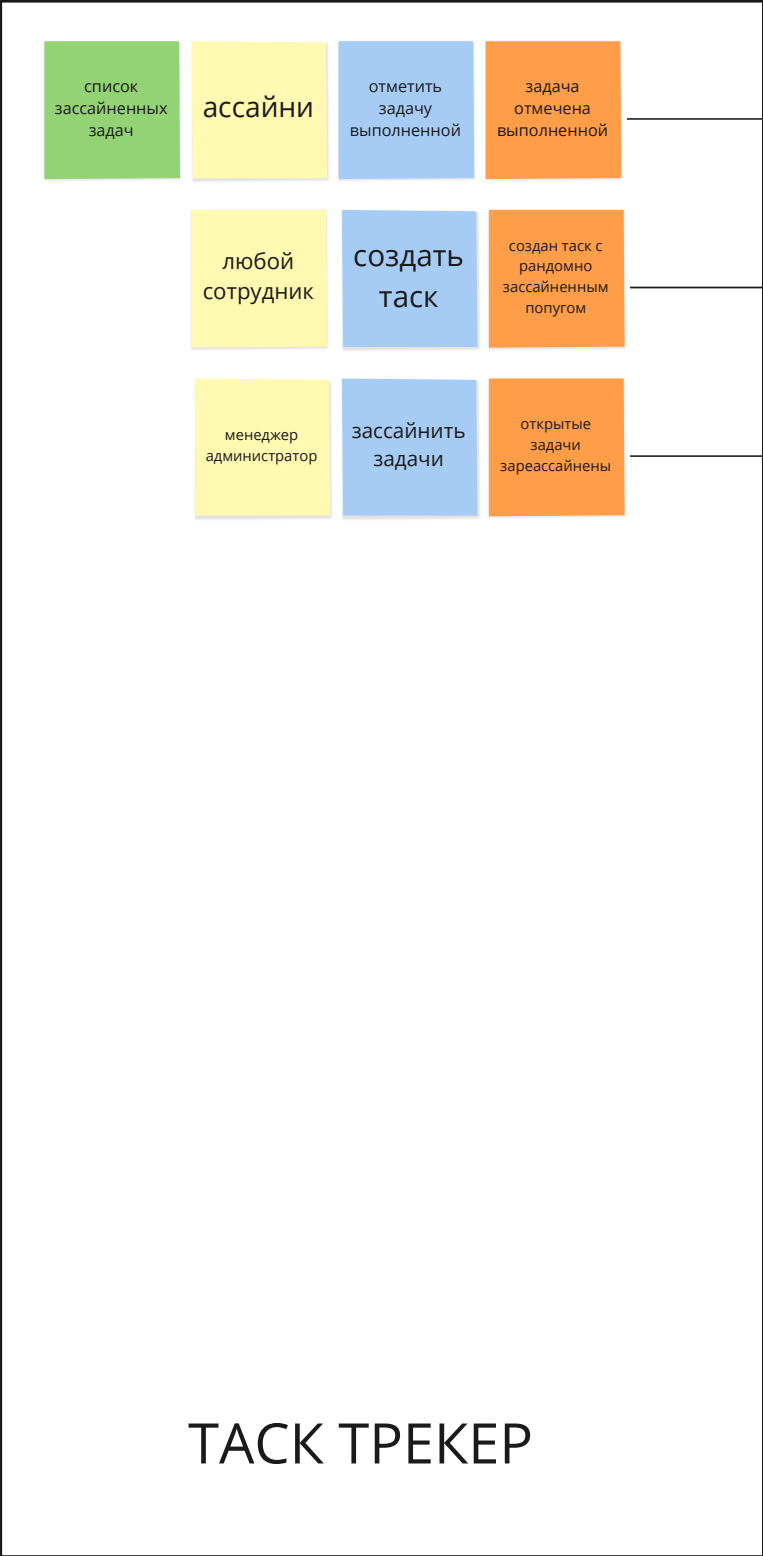 список
зассайненных
задач
ассайни
отметить
задачу
выполненной
задача
отмечена
выполненной
любой
сотрудник
создать
таск
создан таск с
рандомно
зассайненным
попугом
менеджер
администратор
зассайнить
задачи
открытые
задачи
зареассайнены
ТАСК ТРЕКЕР